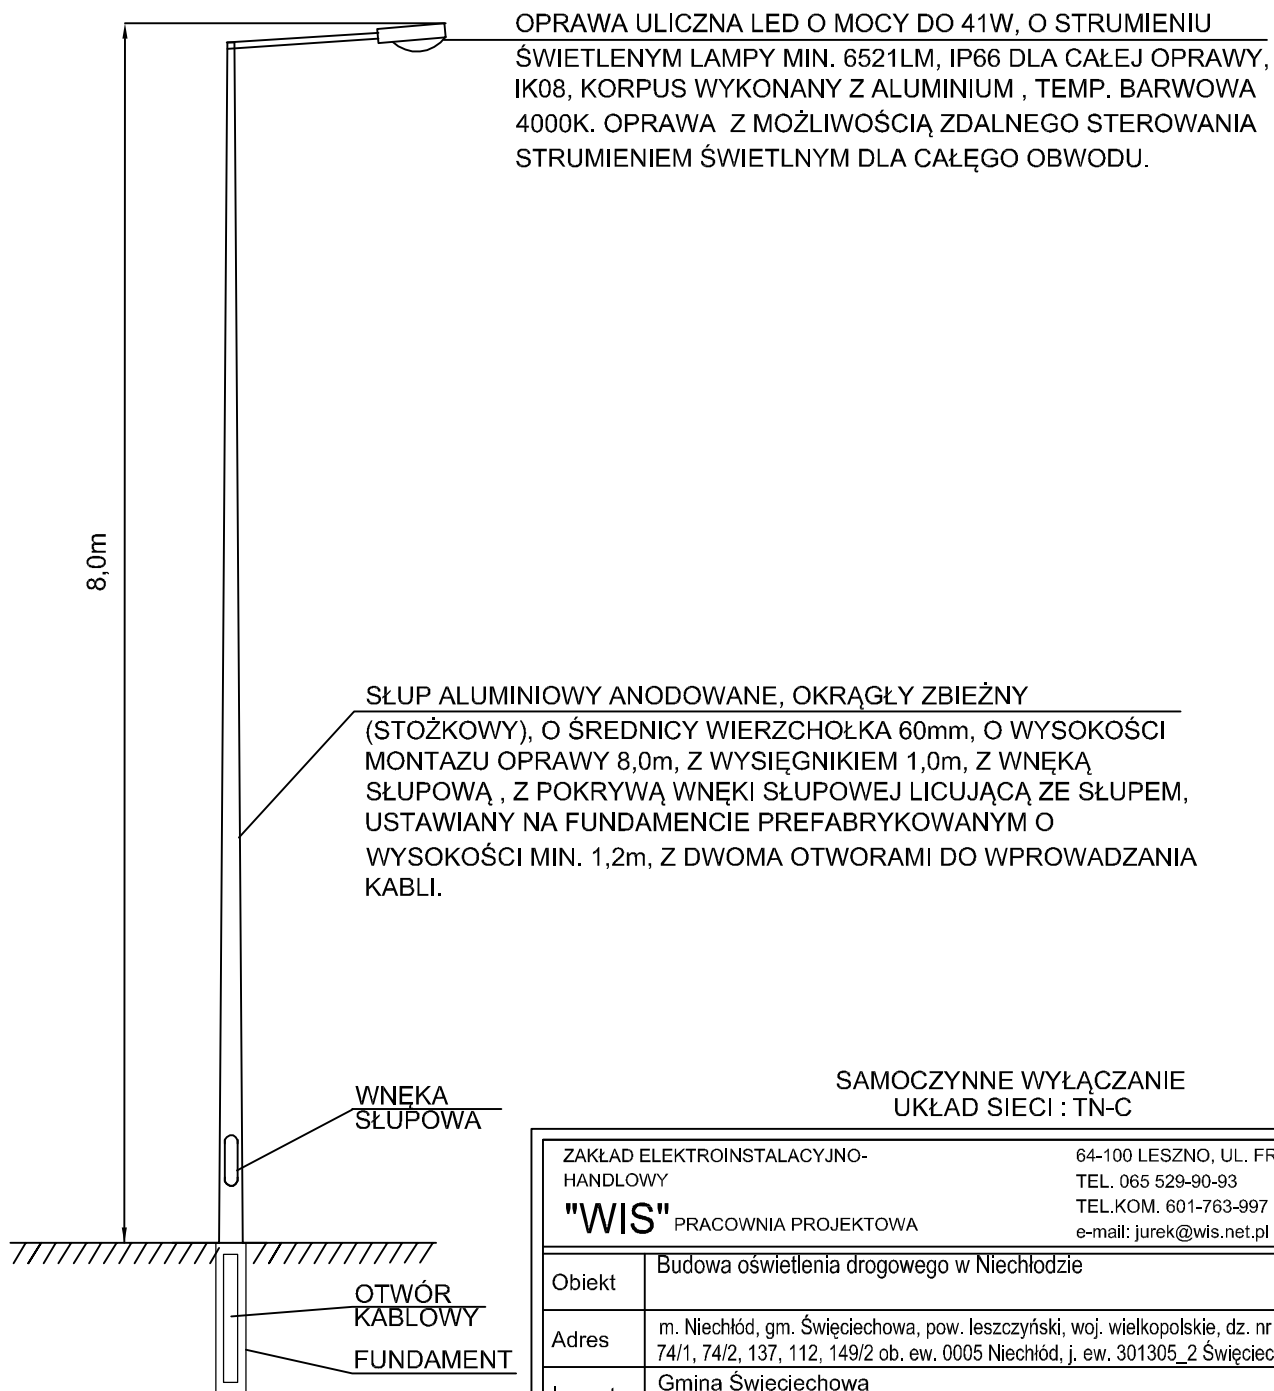 OPRAWA ULICZNA LED O MOCY DO 41W, O STRUMIENIU
ŚWIETLENYM LAMPY MIN. 6521LM, IP66 DLA CAŁEJ OPRAWY,
IK08, KORPUS WYKONANY Z ALUMINIUM , TEMP. BARWOWA
4000K. OPRAWA Z MOŻLIWOŚCIĄ ZDALNEGO STEROWANIA
STRUMIENIEM ŚWIETLNYM DLA CAŁĘGO OBWODU.
8,0m
SŁUP ALUMINIOWY ANODOWANE, OKRĄGŁY ZBIEŻNY
(STOŻKOWY), O ŚREDNICY WIERZCHOŁKA 60mm, O WYSOKOŚCI
MONTAZU OPRAWY 8,0m, Z WYSIĘGNIKIEM 1,0m, Z WNĘKĄ
SŁUPOWĄ , Z POKRYWĄ WNĘKI SŁUPOWEJ LICUJĄCĄ ZE SŁUPEM,
USTAWIANY NA FUNDAMENCIE PREFABRYKOWANYM O
WYSOKOŚCI MIN. 1,2m, Z DWOMA OTWORAMI DO WPROWADZANIA
KABLI.
WNĘKA
SŁUPOWA
SAMOCZYNNE WYŁĄCZANIE
UKŁAD SIECI : TN-C
ZAKŁAD ELEKTROINSTALACYJNO-
HANDLOWY
"WIS" PRACOWNIA PROJEKTOWA
64-100 LESZNO, UL. FR
TEL. 065 529-90-93
TEL.KOM. 601-763-997
e-mail: jurek@wis.net.pl
Obiekt
Budowa oświetlenia drogowego w Niechłodzie
Adres
m. Niechłód, gm. Święciechowa, pow. leszczyński, woj. wielkopolskie, dz. nr
74/1, 74/2, 137, 112, 149/2 ob. ew. 0005 Niechłód, j. ew. 301305_2 Święciec
Gmina Święciechowa
OTWÓR
KABLOWY
FUNDAMENT